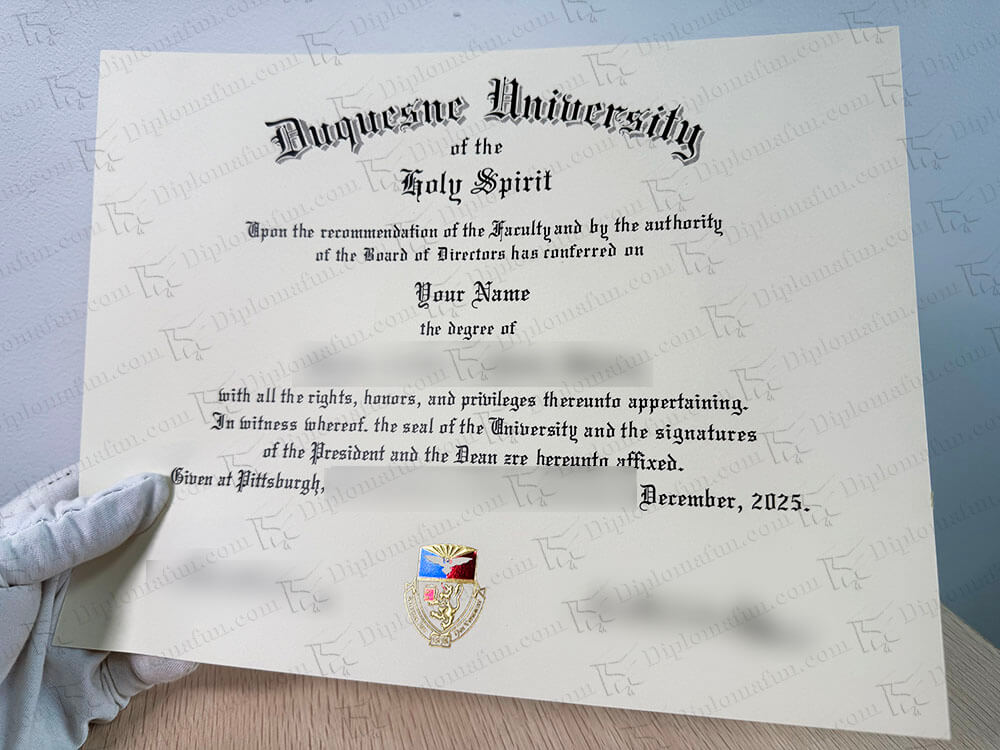 Duquesne University
of the
Holy Spirit
Upon the recommendation of the Faculty and by the authority
of the Board of Directors has conferred on
Your Name
the degree of
with all the rights, honors, and privileges thereunto appertaining.
In witness whereof. the seal of the University and the signatures
of the President and the Dean zre hereunto affixed.
Given at Pittsburgh,
December, 2025.
Diplomafun.com